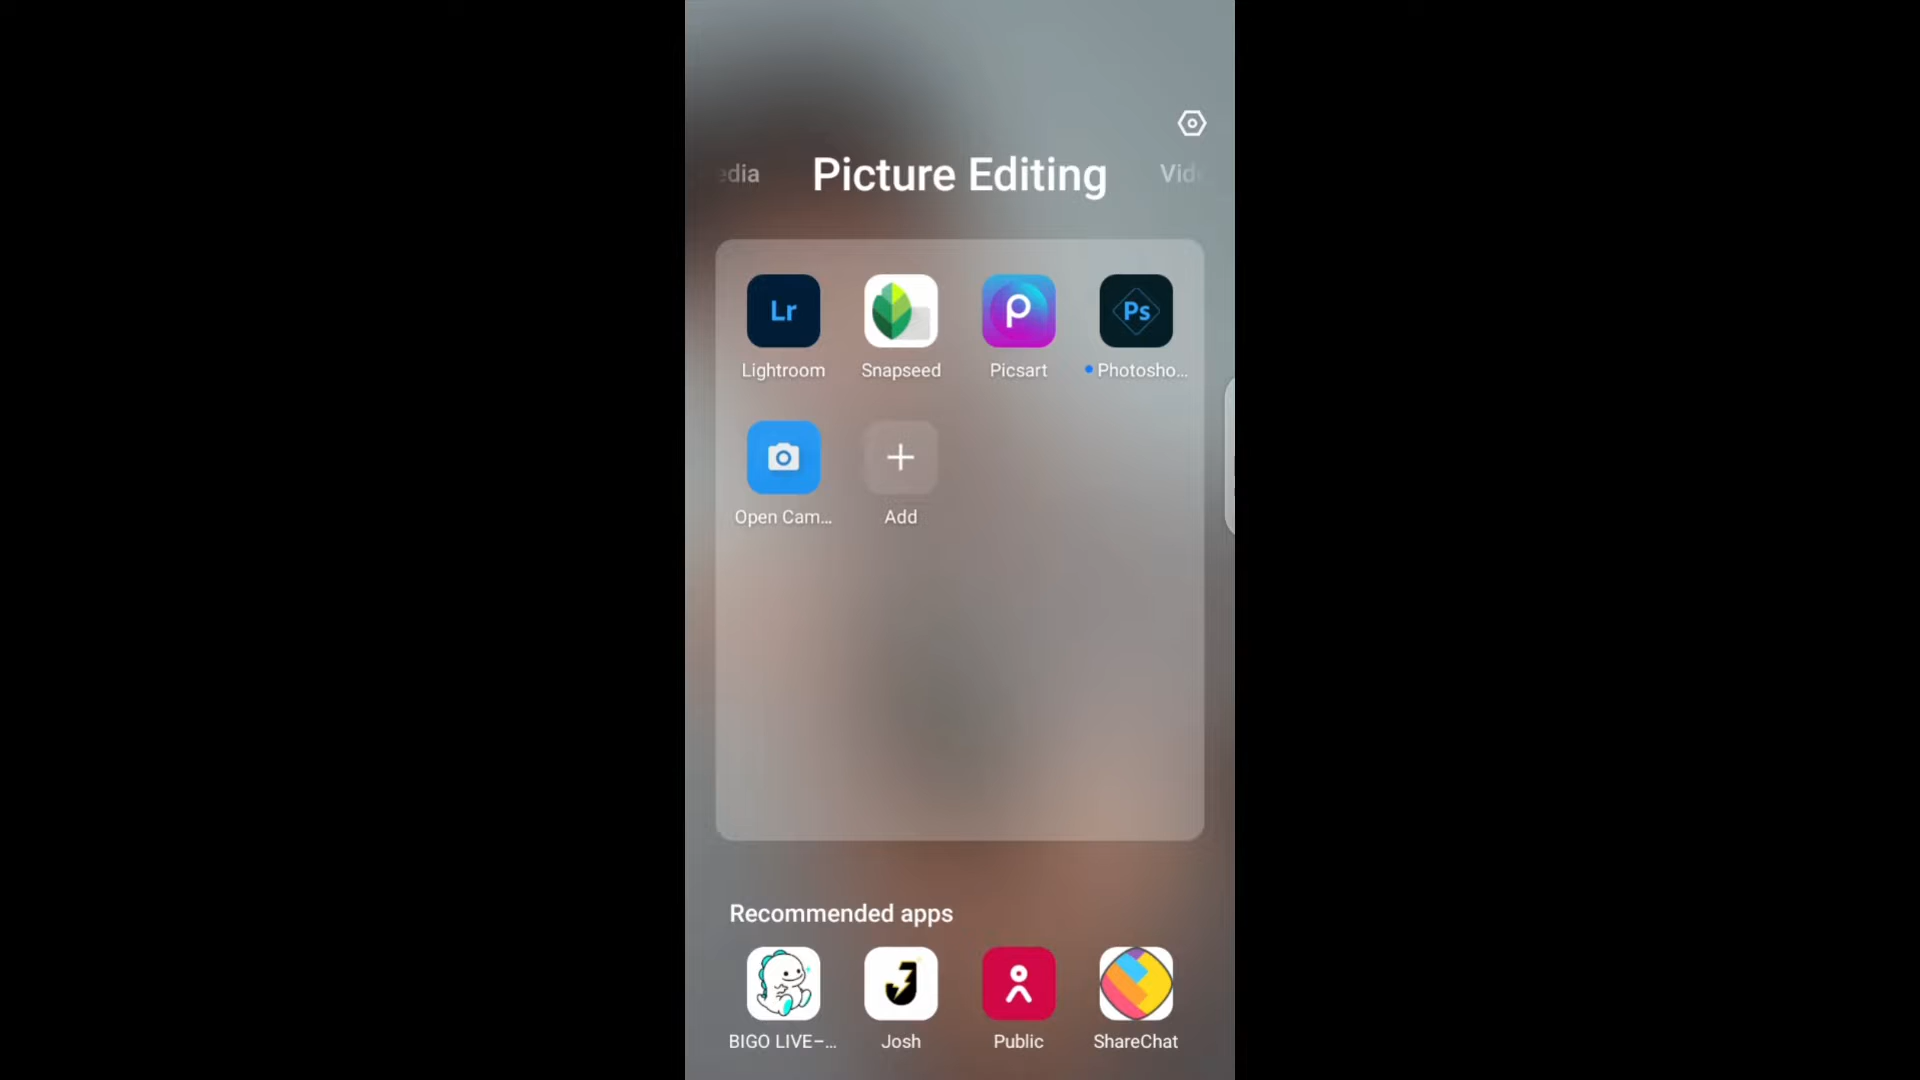 edia Picture Editing Vid
Lr Ps
Lightroom Snapseed Picsart Photosho...
Open Cam... Add
Recommended apps
BIGO LIVE–... Josh Public ShareChat